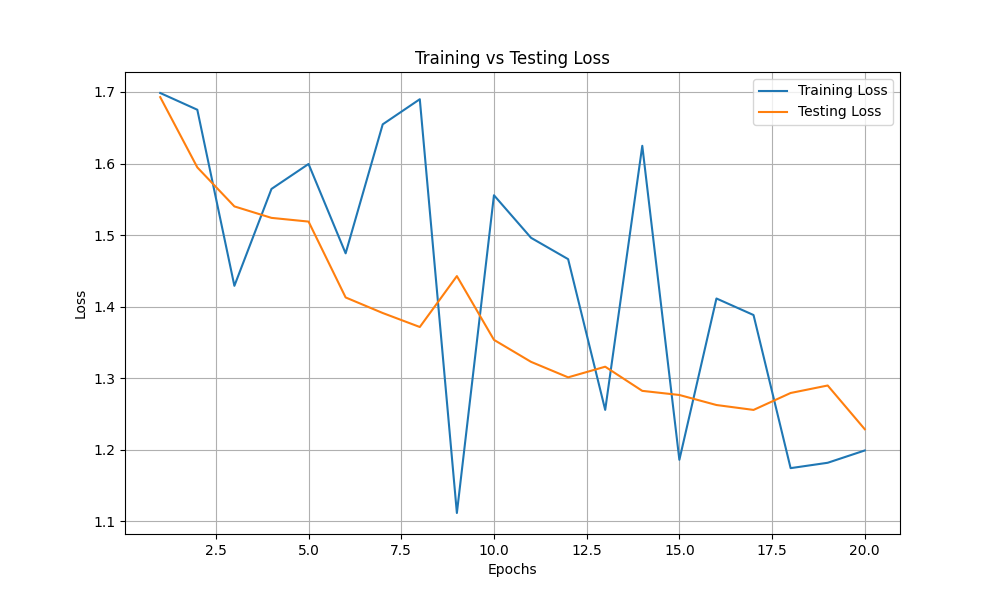 Training vs Testing Loss
Training Loss
Testing Loss
1.7
1.6
1.5
1.4
1.3
1.2
1.1
Loss
2.5 5.0 7.5 10.0 12.5 15.0 17.5 20.0
Epochs